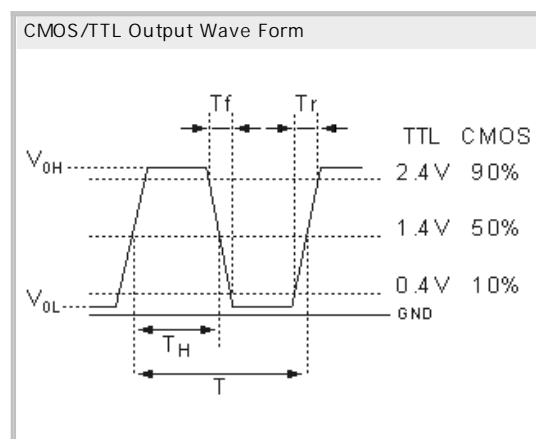 CMOS/TTL Output Wave Form
Tf Tr
TTL CMOS
VOH 2.4V 90%
1.4V 50%
0.4V 10%
VOL
GND
TH
T